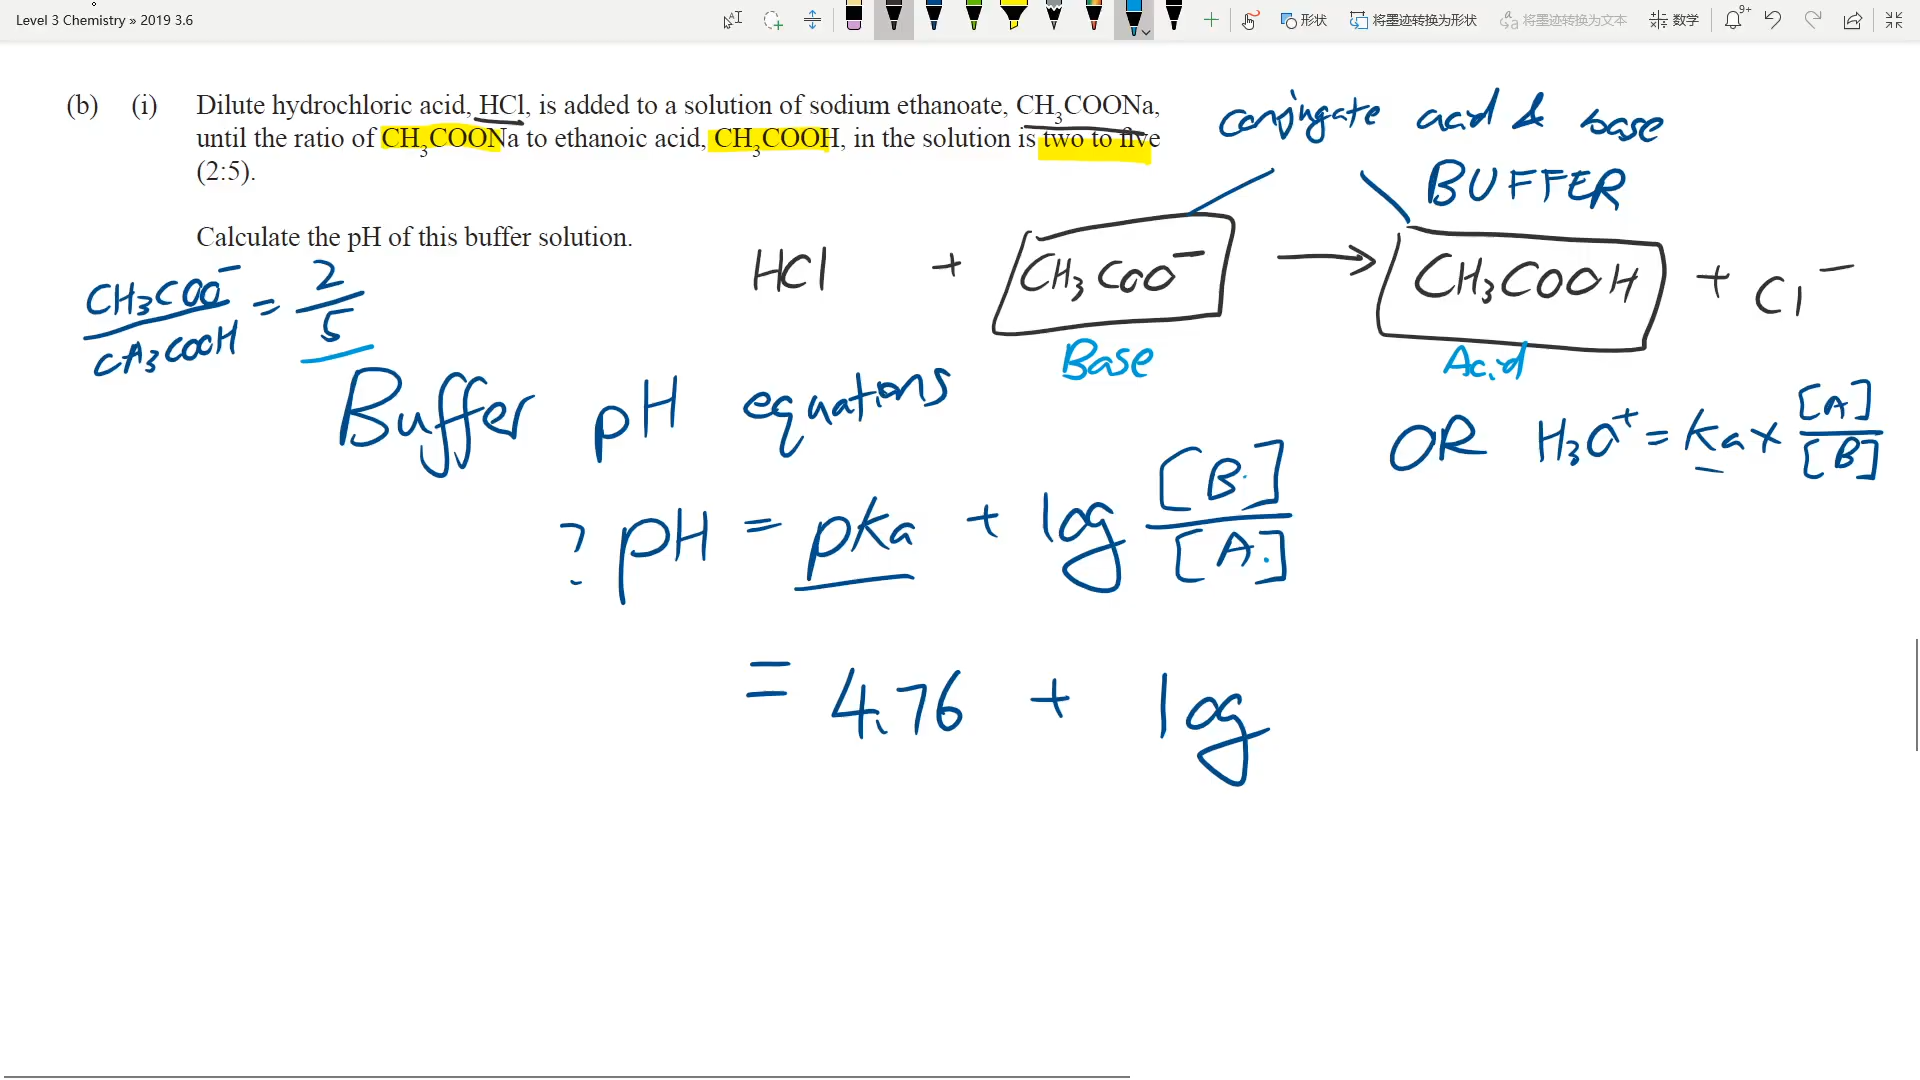 Level 3 Chemistry » 2019 3.6
形状 将墨迹转换为形状 将墨迹转换为文本 数学 9+
(b) (i) Dilute hydrochloric acid, HCl, is added to a solution of sodium ethanoate, CH₃COONa,
until the ratio of CH₃COONa to ethanoic acid, CH₃COOH, in the solution is two to five
(2:5).
Calculate the pH of this buffer solution.
conjugate acid & base
BUFFER
HCl + CH₃COO⁻ → CH₃COOH + Cl⁻
Base Acid
CH₃COO⁻ / CH₃COOH = 2/5
Buffer pH equations
OR H₃O⁺ = Ka × [A]/[B]
? pH = pKa + log [B]/[A]
= 4.76 + log